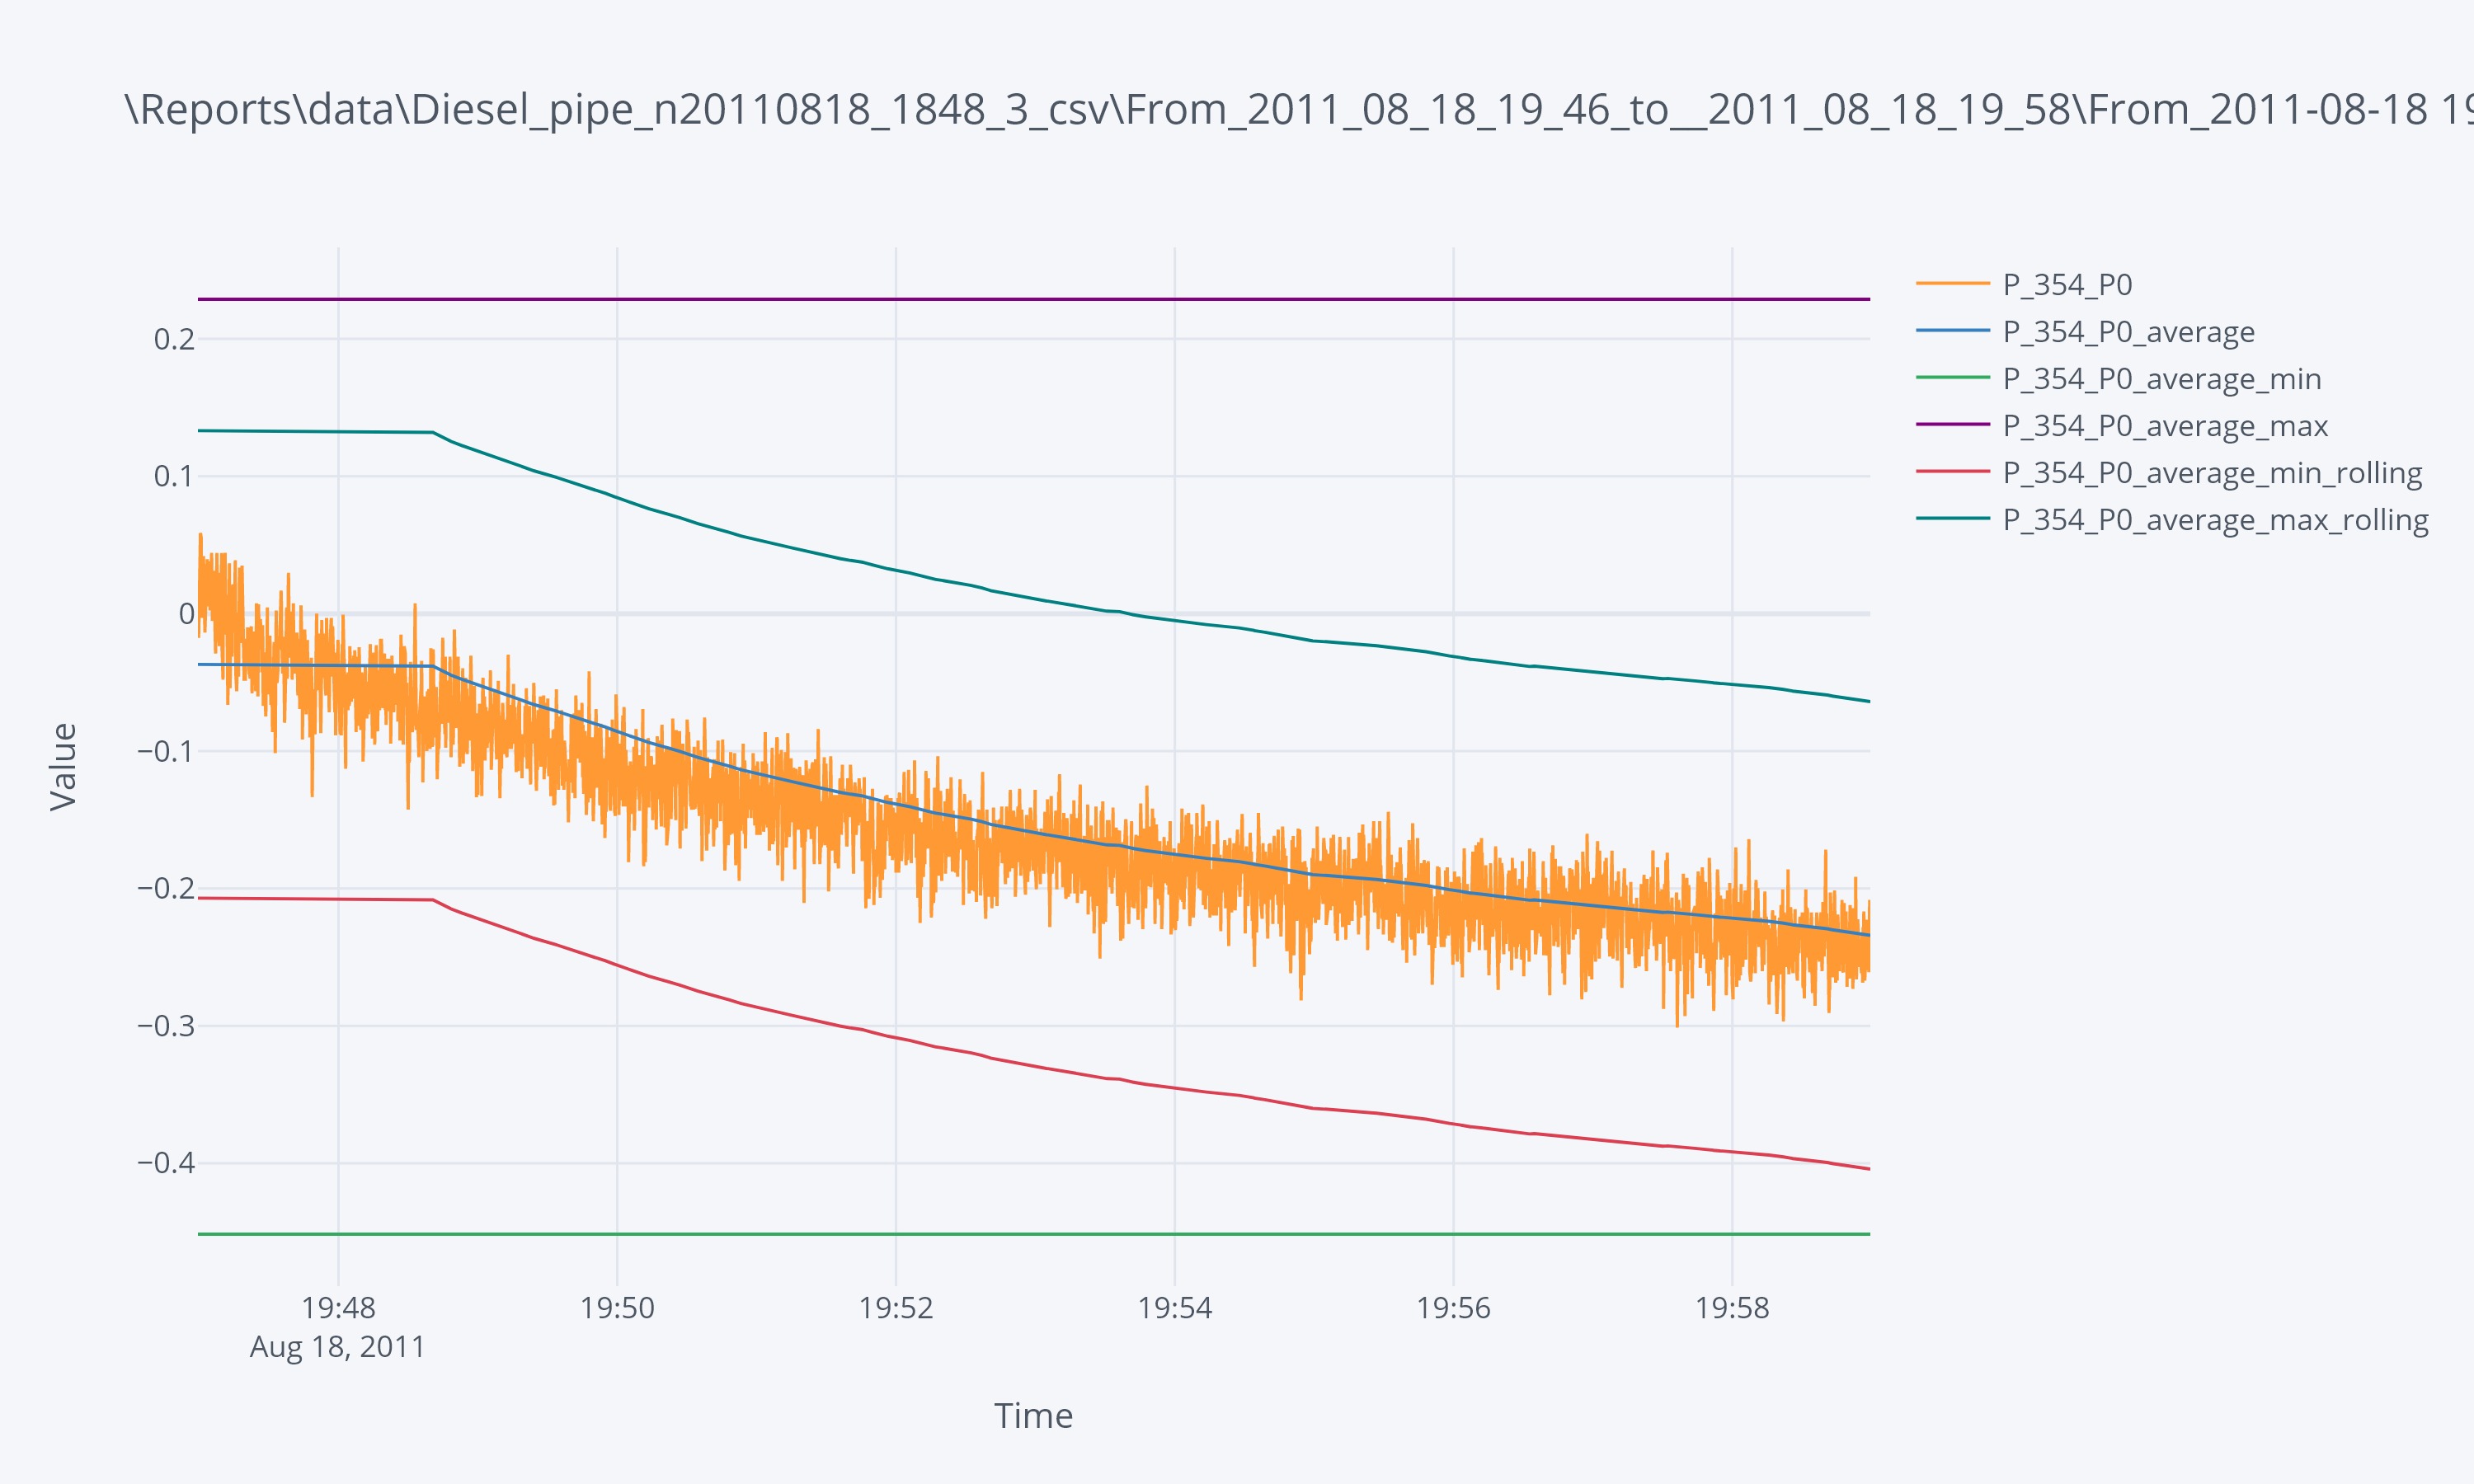 \Reports\data\Diesel_pipe_n20110818_1848_3_csv\From_2011_08_18_19_46_to__2011_08_18_19_58\From_2011-08-18 19
P_354_P0
P_354_P0_average
P_354_P0_average_min
P_354_P0_average_max
P_354_P0_average_min_rolling
P_354_P0_average_max_rolling
0.2
0.1
0
−0.1
−0.2
−0.3
−0.4
Value
19:48 19:50 19:52 19:54 19:56 19:58
Aug 18, 2011
Time